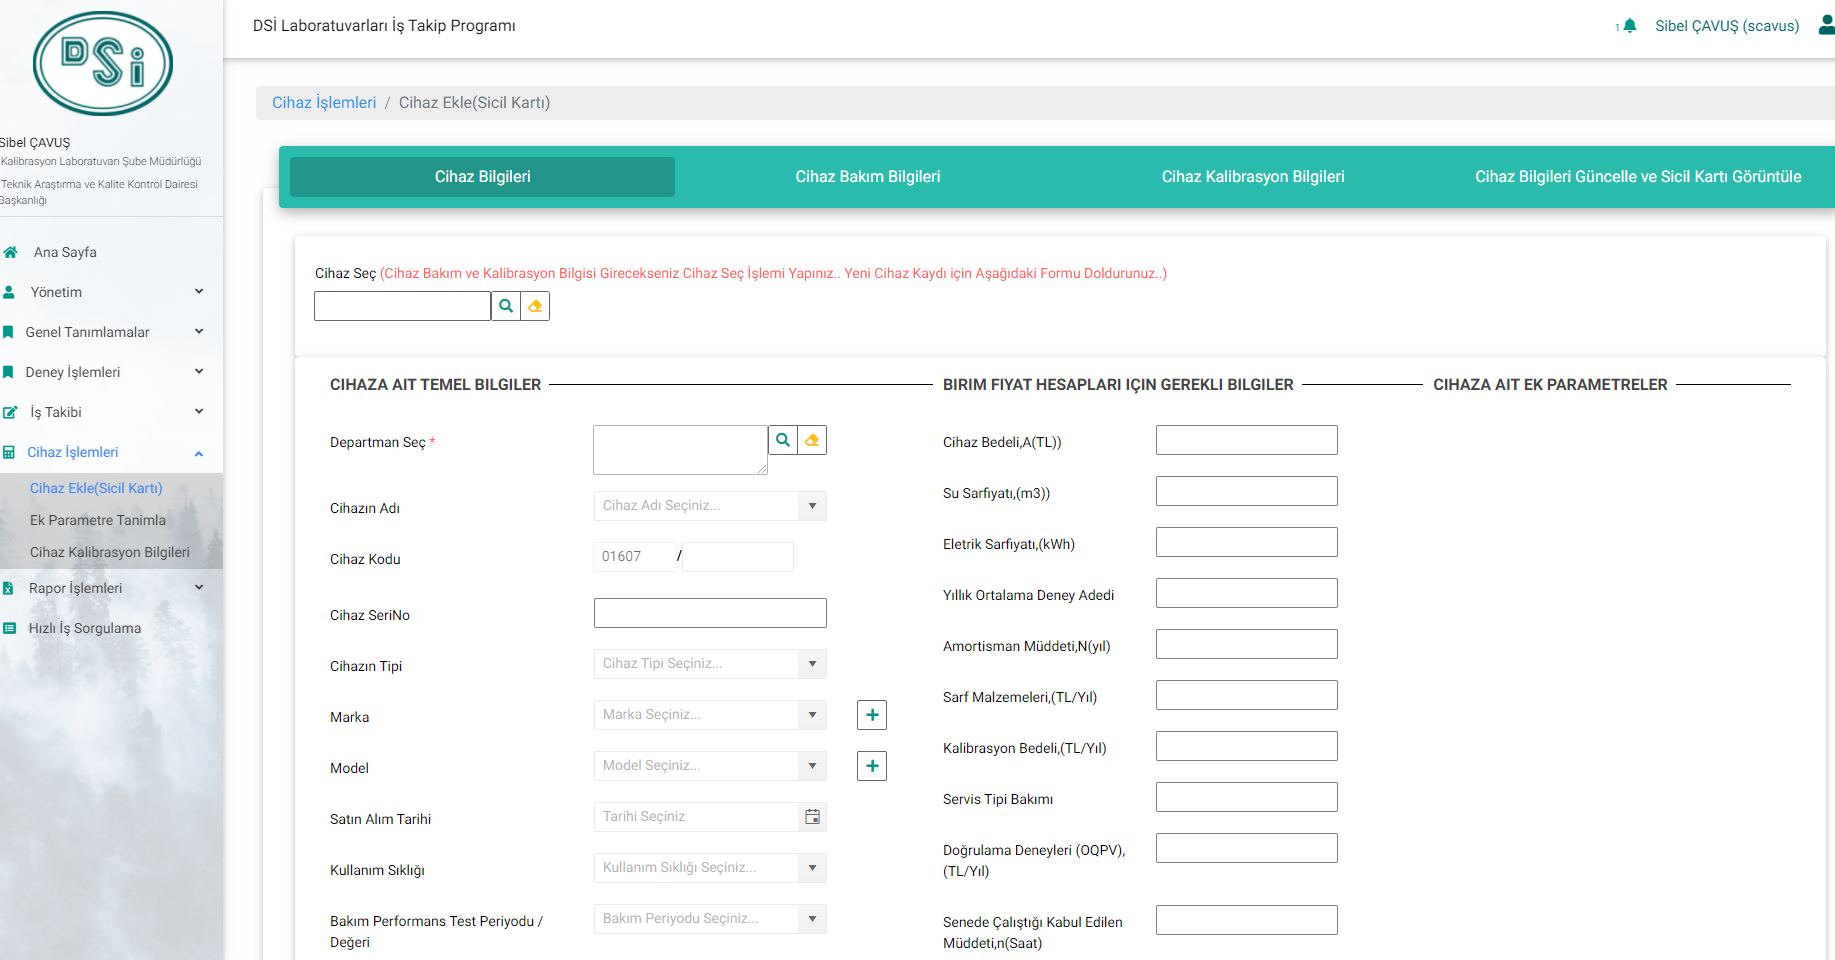 DSİ
DSİ Laboratuvarları İş Takip Programı
1
Sibel ÇAVUŞ (scavus)
Sibel ÇAVUŞ
Kalibrasyon Laboratuvarı Şube Müdürlüğü
Teknik Araştırma ve Kalite Kontrol Dairesi
Başkanlığı
Ana Sayfa
Yönetim
Genel Tanımlamalar
Deney İşlemleri
İş Takibi
Cihaz İşlemleri
Cihaz Ekle(Sicil Kartı)
Ek Parametre Tanimla
Cihaz Kalibrasyon Bilgileri
Rapor İşlemleri
Hızlı İş Sorgulama
Cihaz İşlemleri / Cihaz Ekle(Sicil Kartı)
Cihaz Bilgileri
Cihaz Bakım Bilgileri
Cihaz Kalibrasyon Bilgileri
Cihaz Bilgileri Güncelle ve Sicil Kartı Görüntüle
Cihaz Seç (Cihaz Bakım ve Kalibrasyon Bilgisi Girecekseniz Cihaz Seç İşlemi Yapınız.. Yeni Cihaz Kaydı için Aşağıdaki Formu Doldurunuz..)
CIHAZA AIT TEMEL BILGILER
Departman Seç *
Cihazın Adı
Cihaz Adı Seçiniz...
Cihaz Kodu
01607 /
Cihaz SeriNo
Cihazın Tipi
Cihaz Tipi Seçiniz...
Marka
Marka Seçiniz...
Model
Model Seçiniz...
Satın Alım Tarihi
Tarihi Seçiniz
Kullanım Sıklığı
Kullanım Sıklığı Seçiniz...
Bakım Performans Test Periyodu /
Değeri
Bakım Periyodu Seçiniz...
BIRIM FIYAT HESAPLARI IÇIN GEREKLI BILGILER
Cihaz Bedeli,A(TL))
Su Sarfiyatı,(m3))
Eletrik Sarfiyatı,(kWh)
Yıllık Ortalama Deney Adedi
Amortisman Müddeti,N(yıl)
Sarf Malzemeleri,(TL/Yıl)
Kalibrasyon Bedeli,(TL/Yıl)
Servis Tipi Bakımı
Doğrulama Deneyleri (OQPV),
(TL/Yıl)
Senede Çalıştığı Kabul Edilen
Müddeti,n(Saat)
CIHAZA AIT EK PARAMETRELER